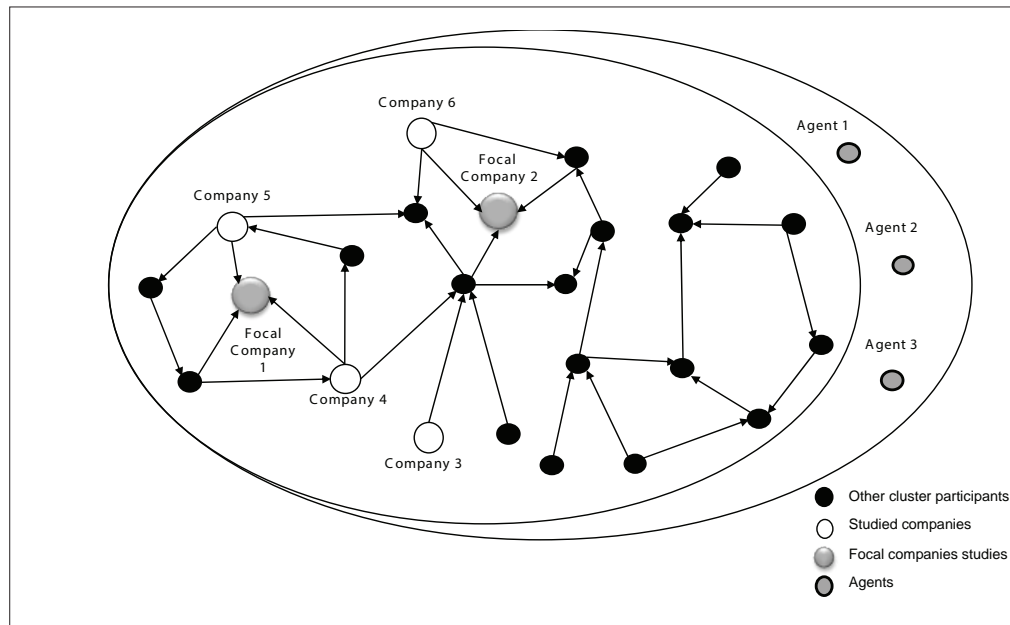 Company 6
Agent 1
Focal
Company 2
Company 5
Agent 2
Focal
Company
1
Agent 3
Company 4
Company 3
Other cluster participants
Studied companies
Focal companies studies
Agents